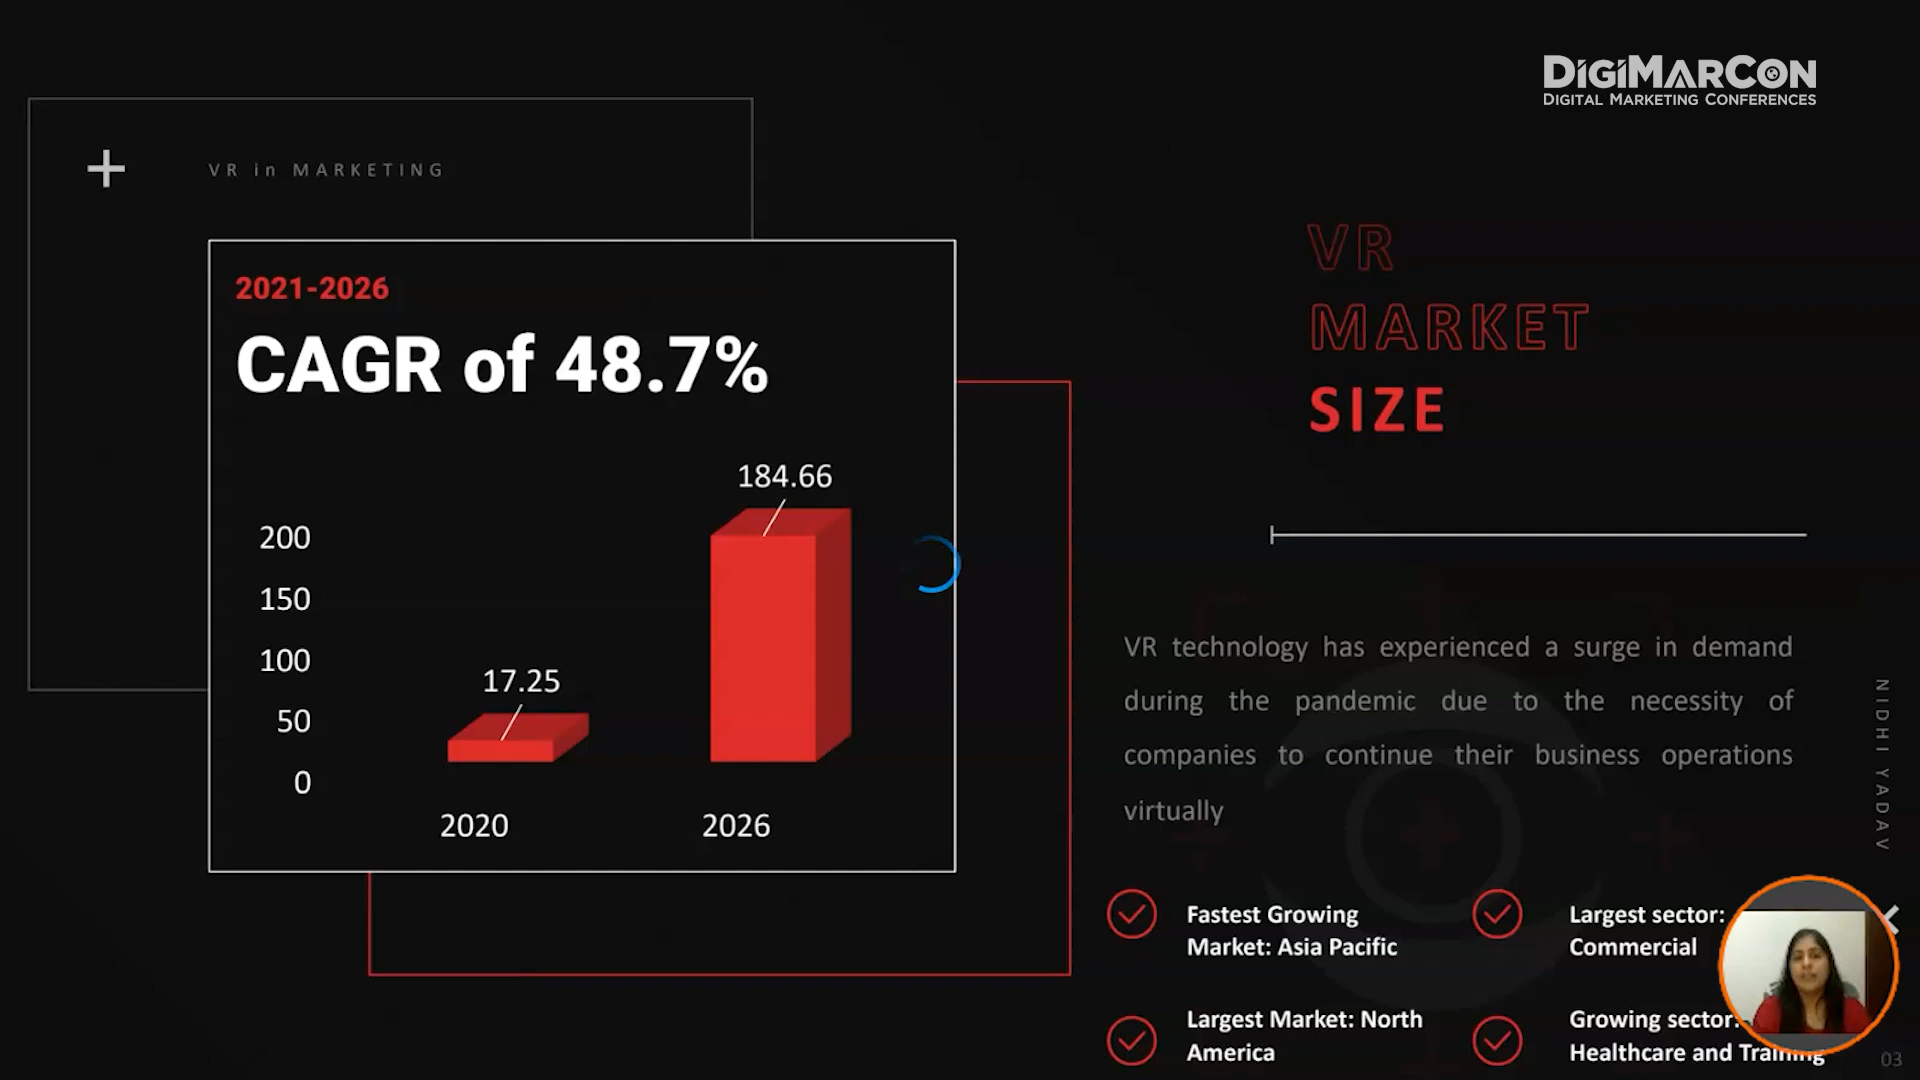 DIGIMARCON
DIGITAL MARKETING CONFERENCES
VR in MARKETING
2021-2026
CAGR of 48.7%
184.66
200
150
100
17.25
50
0
2020
2026
VR
MARKET
SIZE
VR technology has experienced a surge in demand
during the pandemic due to the necessity of
companies to continue their business operations
virtually
NIDHI YADAV
Fastest Growing
Market: Asia Pacific
Largest sector:
Commercial
Largest Market: North
America
Growing sector:
Healthcare and Training
03